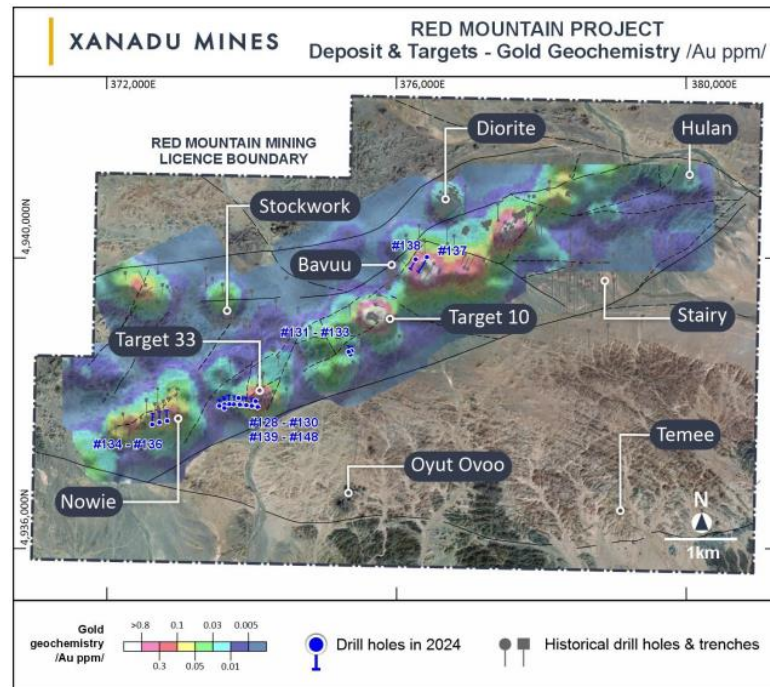 XANADU MINES
RED MOUNTAIN PROJECT
Deposit & Targets - Gold Geochemistry /Au ppm/
372,000E
376,000E
380,000E
RED MOUNTAIN MINING
LICENCE BOUNDARY
Diorite
Hulan
Stockwork
4,940,000N
#138
#137
Bavuu
Target 33
#131 - #133
Target 10
Stairy
#134 - #136
#128 - #130
#139 - #148
Nowie
Oyut Ovoo
Temee
4,936,000N
N
1km
Gold
geochemistry
/Au ppm/
>0.8 0.1 0.03 0.005
0.3 0.05 0.01
Drill holes in 2024
Historical drill holes & trenches